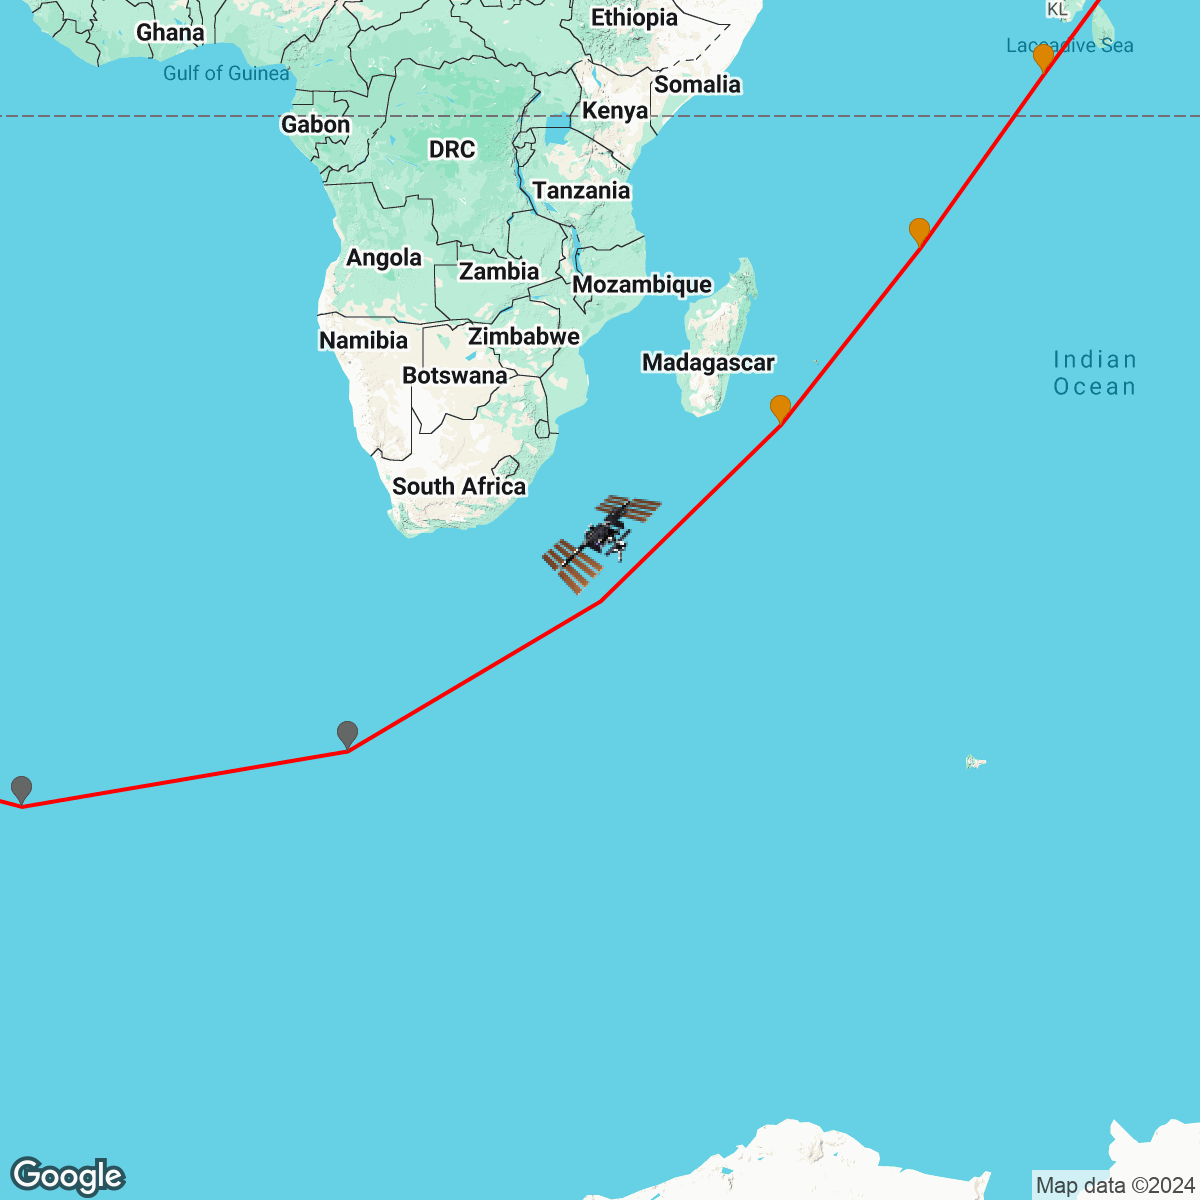 KL
Ethiopia
Ghana
Laccadive Sea
Gulf of Guinea
Somalia
Kenya
Gabon
DRC
Tanzania
Angola
Zambia
Mozambique
Namibia
Zimbabwe
Indian
Ocean
Madagascar
Botswana
South Africa
Google
Map data ©2024